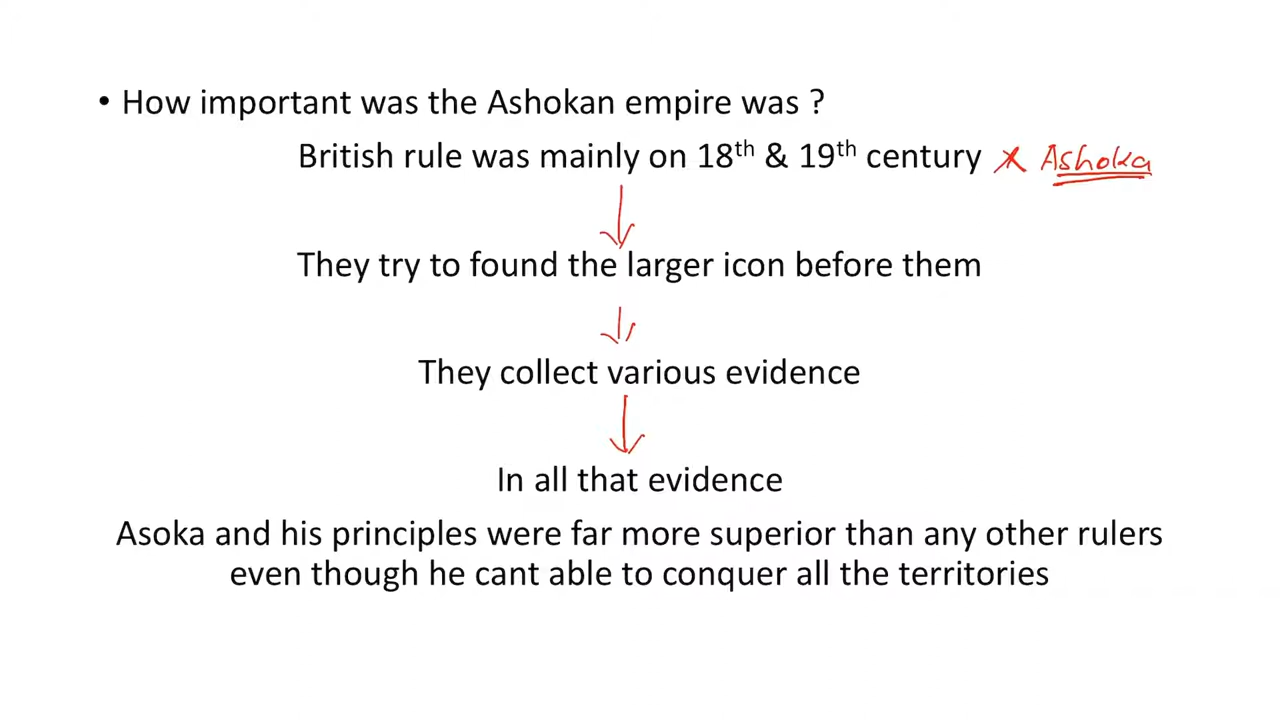 • How important was the Ashokan empire was ?
British rule was mainly on 18th & 19th century ✗ Ashoka
They try to found the larger icon before them
They collect various evidence
In all that evidence
Asoka and his principles were far more superior than any other rulers
even though he cant able to conquer all the territories